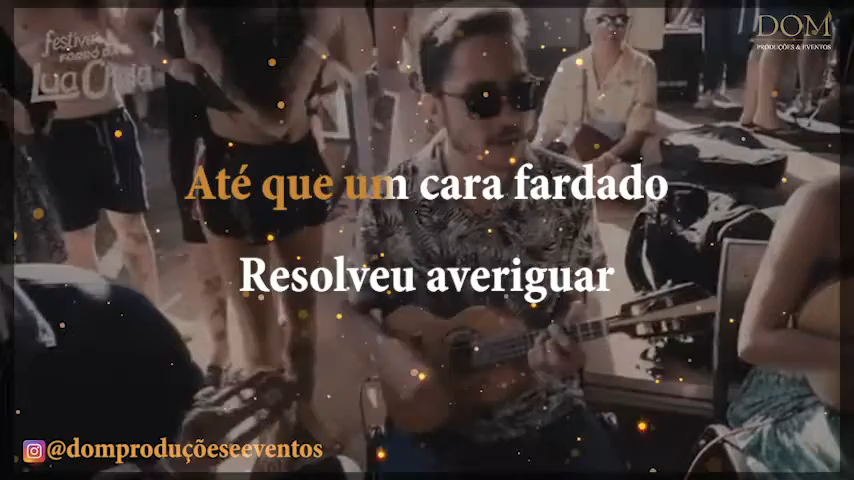 festival
FORRÓ DA
Lua Cheia
DOM
PRODUÇÕES & EVENTOS
Até que um cara fardado
Resolveu averiguar
@domproduçõeseeventos